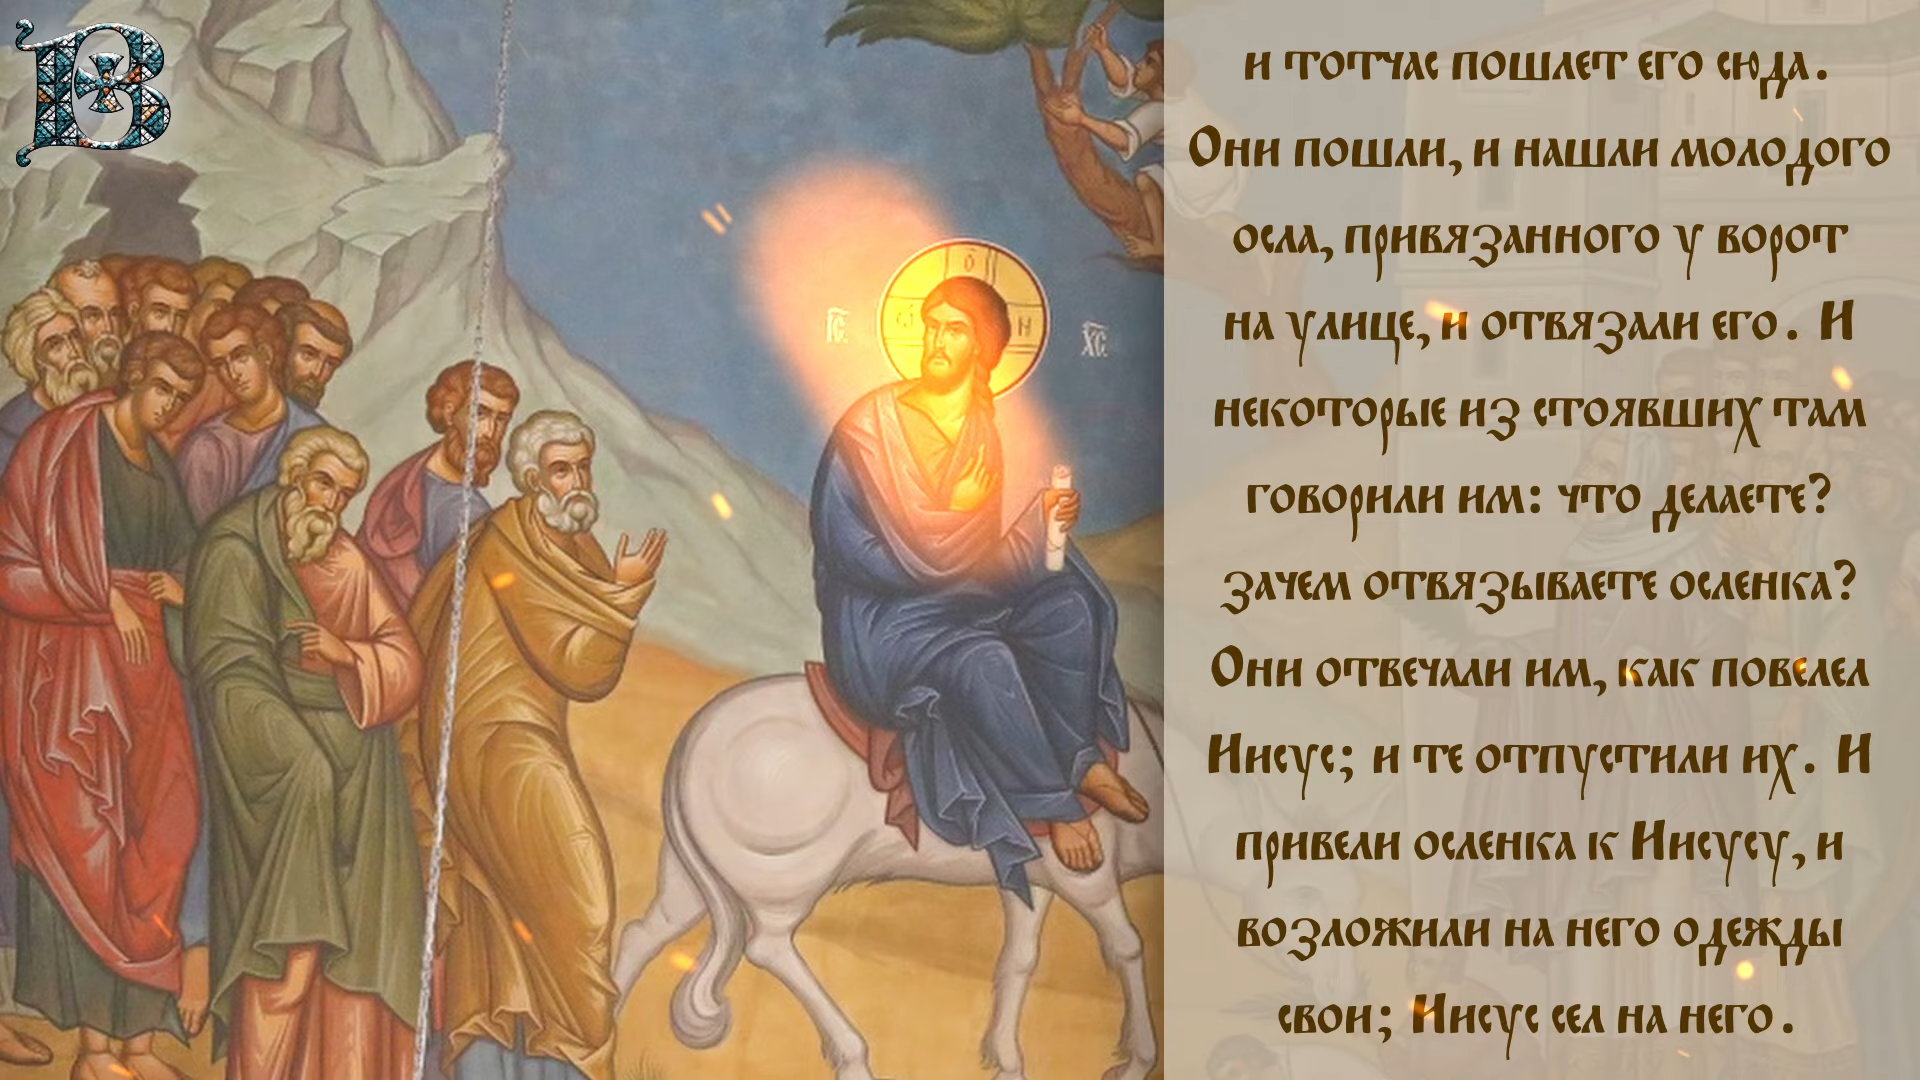 В
ІС
ХС
Ѡ
О
Н
и тотчас пошлет его сюда.
Они пошли, и нашли молодого
осла, привязанного у ворот
на улице, и отвязали его. И
некоторые из стоявших там
говорили им: что делаете?
зачем отвязываете осленка?
Они отвечали им, как повелел
Иисус; и те отпустили их. И
привели осленка к Иисусу, и
возложили на него одежды
свои; Иисус сел на него.